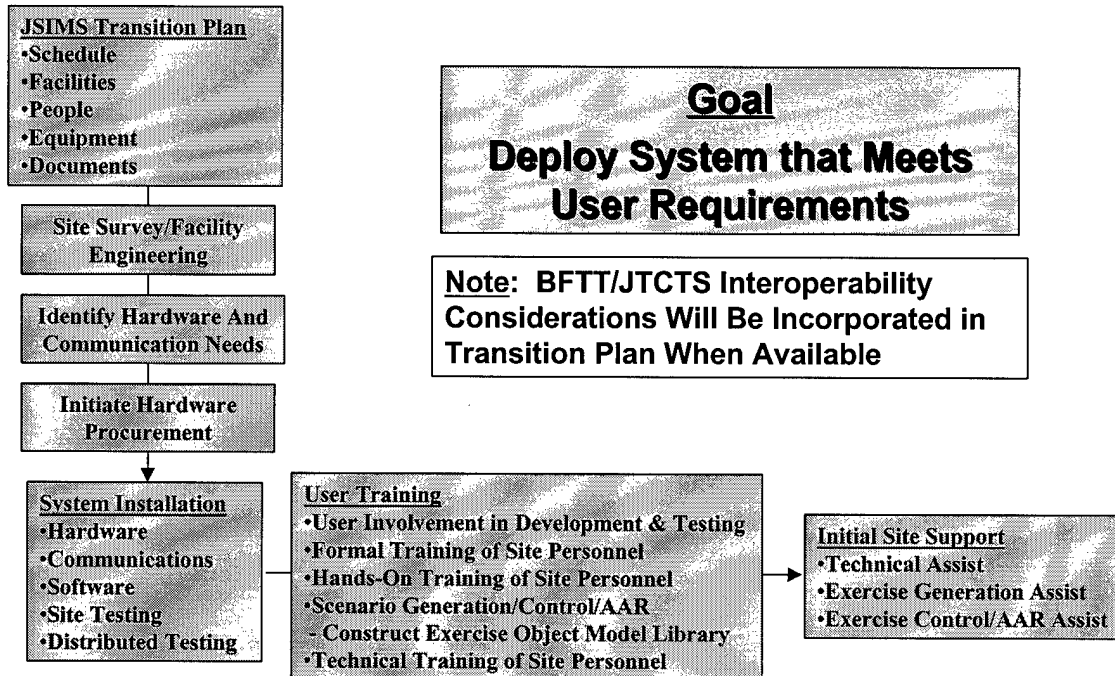 JSIMS Transition Plan
•Schedule
•Facilities
•People
•Equipment
•Documents
Goal
Deploy System that Meets
User Requirements
Site Survey/Facility
Engineering
Note: BFTT/JTCTS Interoperability
Considerations Will Be Incorporated in
Transition Plan When Available
Identify Hardware And
Communication Needs
Initiate Hardware
Procurement
System Installation
•Hardware
•Communications
•Software
•Site Testing
•Distributed Testing
User Training
•User Involvement in Development & Testing
•Formal Training of Site Personnel
•Hands-On Training of Site Personnel
•Scenario Generation/Control/AAR
- Construct Exercise Object Model Library
•Technical Training of Site Personnel
Initial Site Support
•Technical Assist
•Exercise Generation Assist
•Exercise Control/AAR Assist